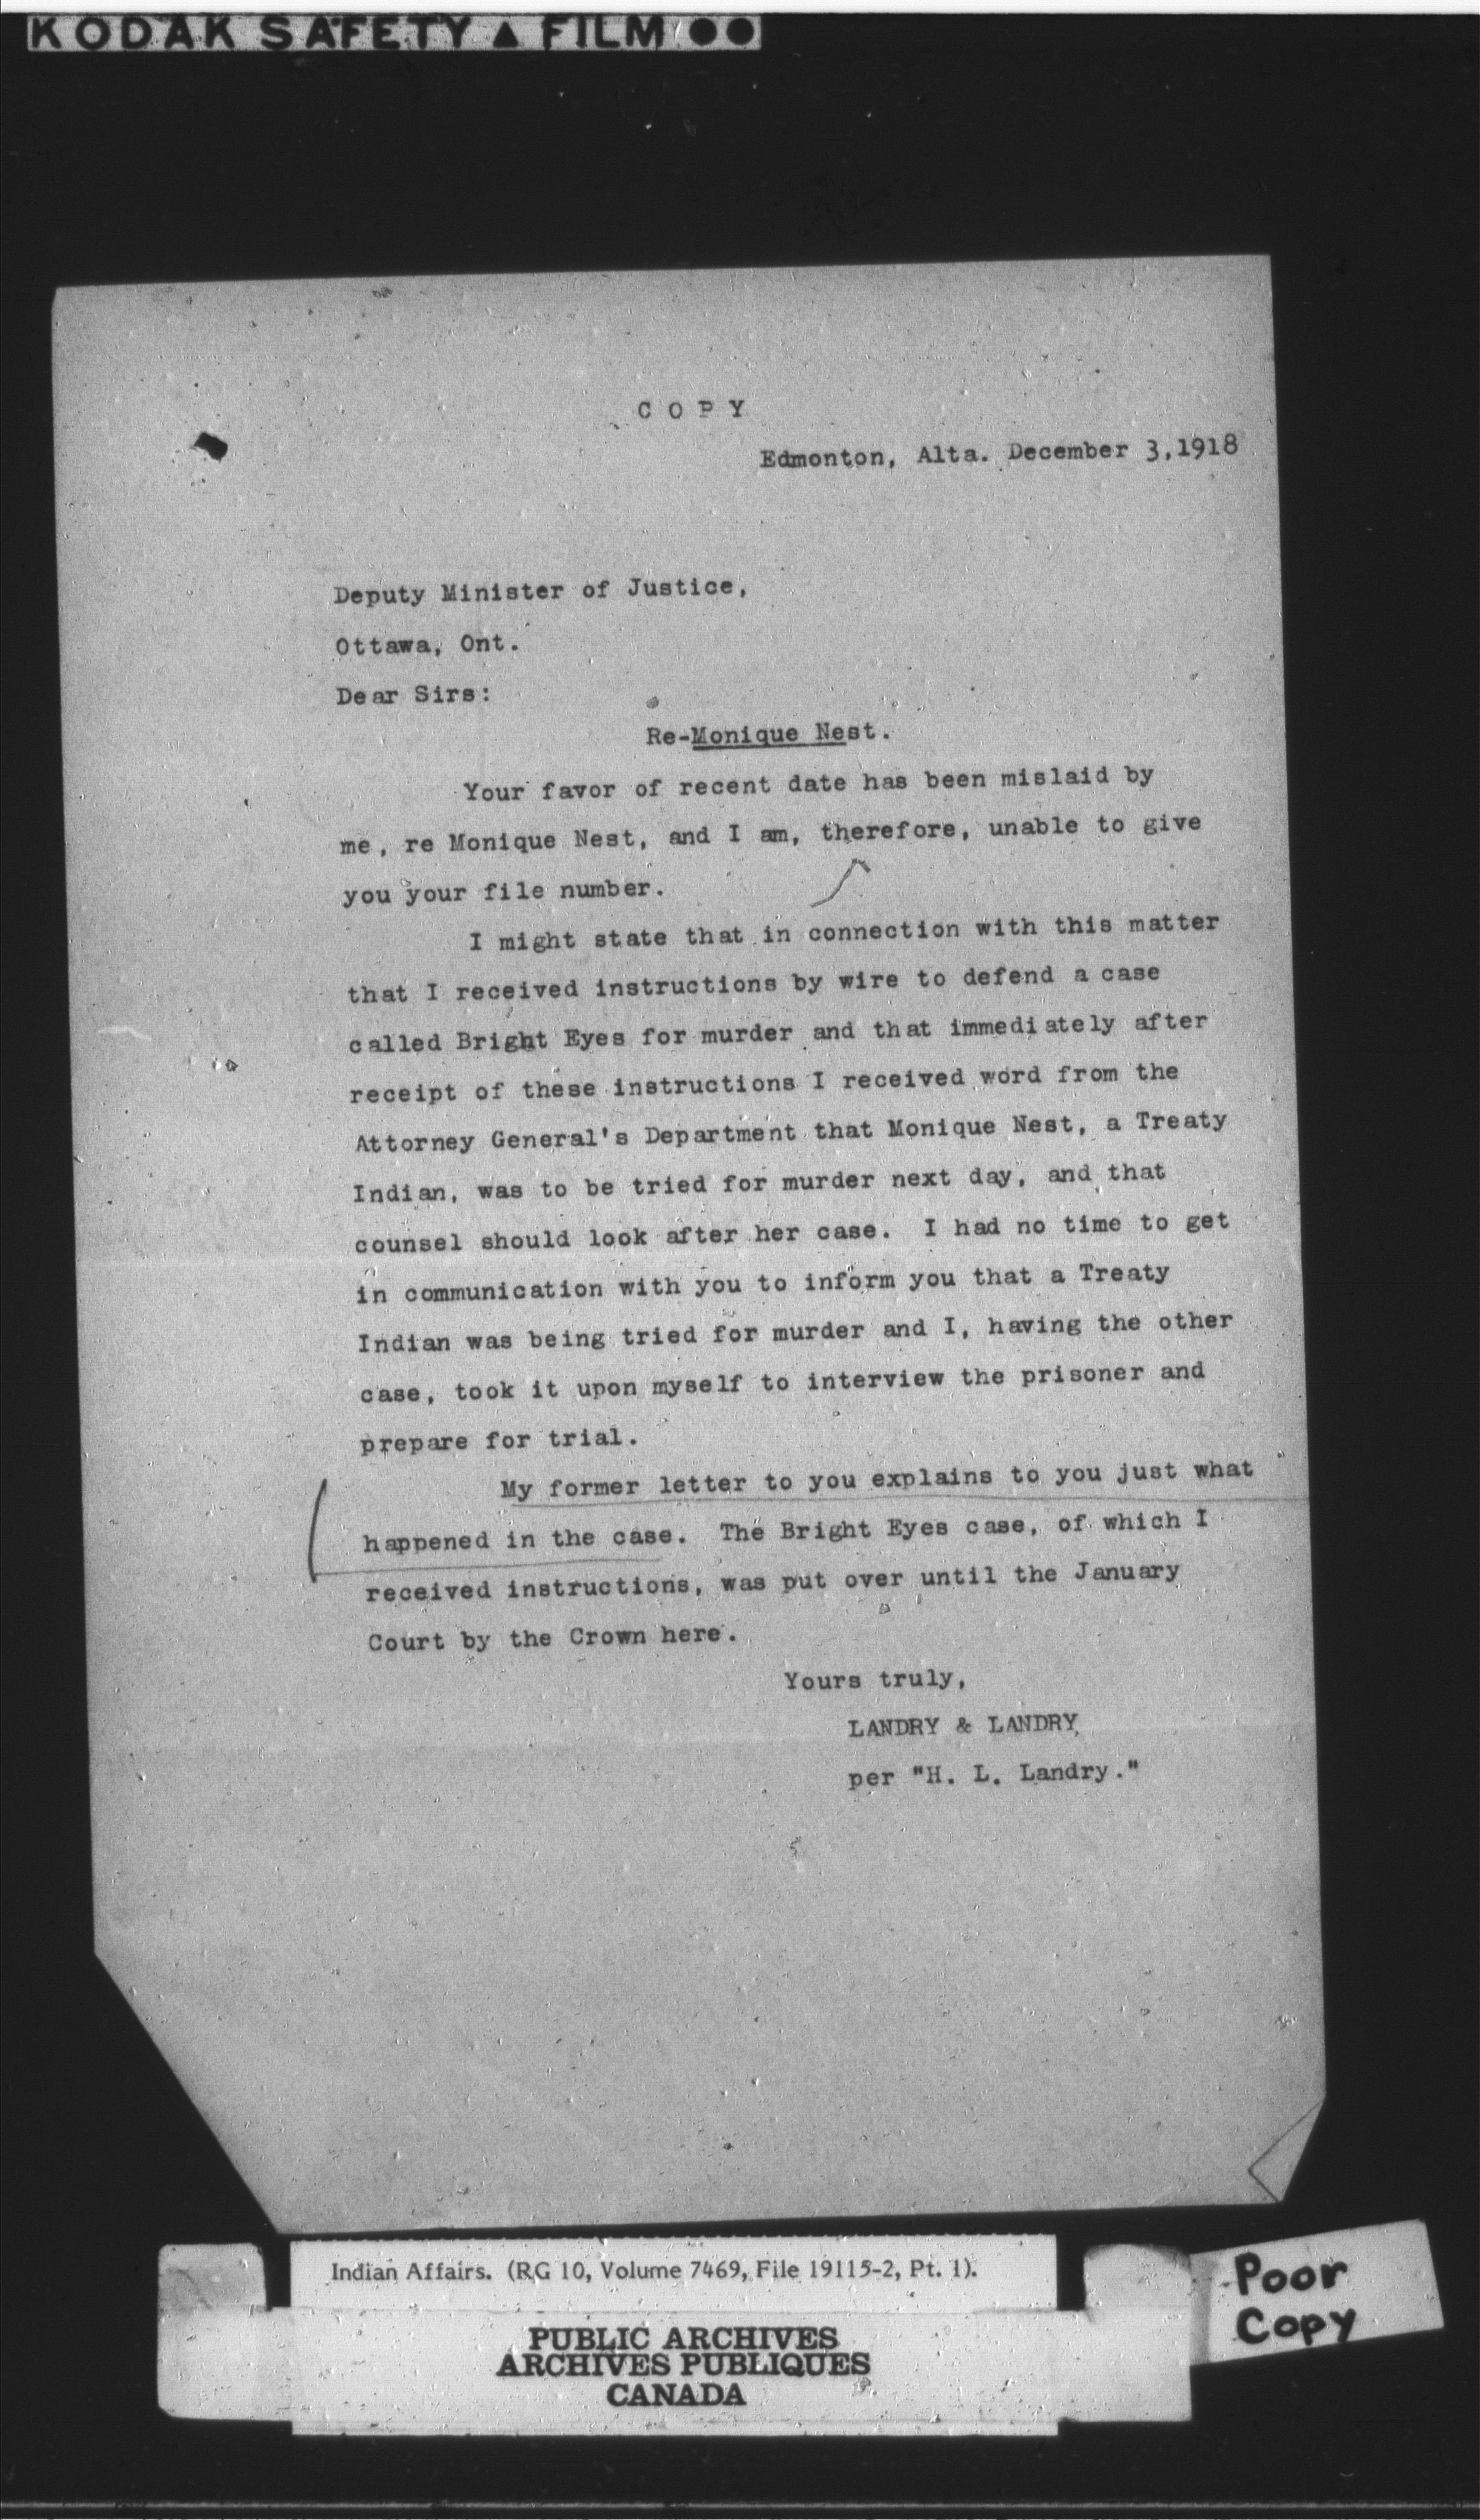 KODAK SAFETY ▲ FILM ●●
COPY
Edmonton, Alta. December 3,1918
Deputy Minister of Justice,
Ottawa, Ont.
Dear Sirs:
Re-Monique Nest.
Your favor of recent date has been mislaid by
me, re Monique Nest, and I am, therefore, unable to give
you your file number.
I might state that in connection with this matter
that I received instructions by wire to defend a case
called Bright Eyes for murder and that immediately after
receipt of these instructions I received word from the
Attorney General's Department that Monique Nest, a Treaty
Indian, was to be tried for murder next day, and that
counsel should look after her case. I had no time to get
in communication with you to inform you that a Treaty
Indian was being tried for murder and I, having the other
case, took it upon myself to interview the prisoner and
prepare for trial.
My former letter to you explains to you just what
happened in the case. The Bright Eyes case, of which I
received instructions, was put over until the January
Court by the Crown here.
Yours truly,
LANDRY & LANDRY,
per "H. L. Landry."
Indian Affairs. (RG 10, Volume 7469, File 19115-2, Pt. 1).
PUBLIC ARCHIVES
ARCHIVES PUBLIQUES
CANADA
Poor
Copy